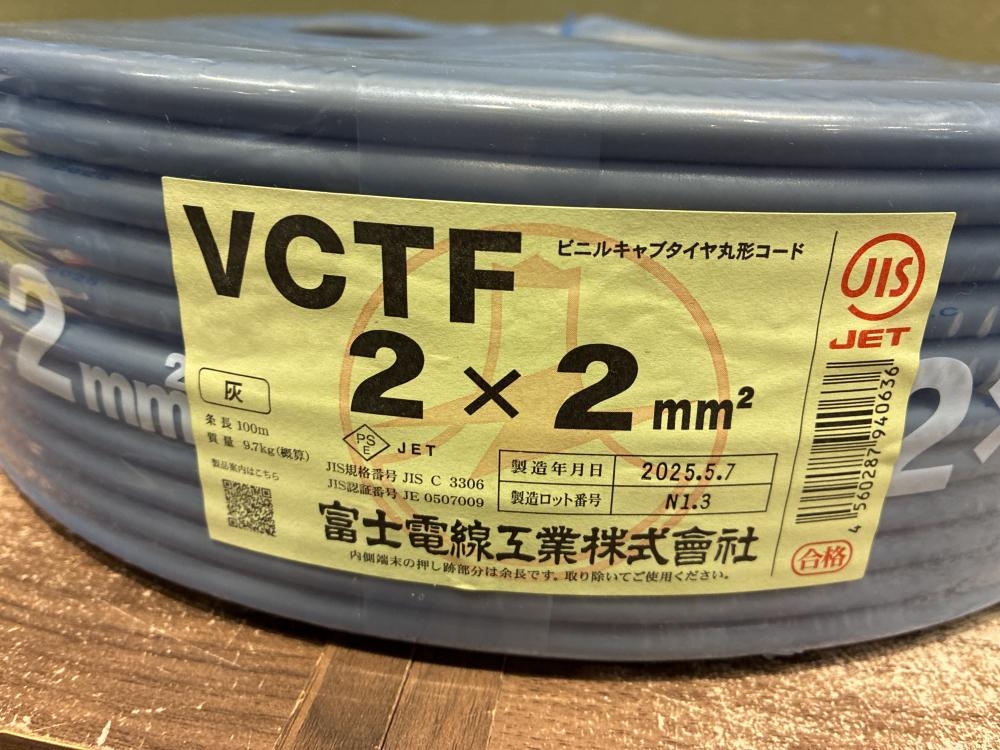 VCTF
ビニルキャブタイヤ丸形コード
2×2mm²
灰
条長 100m
質量 9.7kg(概算)
製品案内はこちら
PS
E
JET
JIS規格番号 JIS C 3306
JIS認証番号 JE 0507009
製造年月日 2025.5.7
製造ロット番号 N1.3
富士電線工業株式會社
内側端末の押し跡部分は余長です。取り除いてご使用ください。
JIS
JET
4 560287 940636
合格
2mm²
2